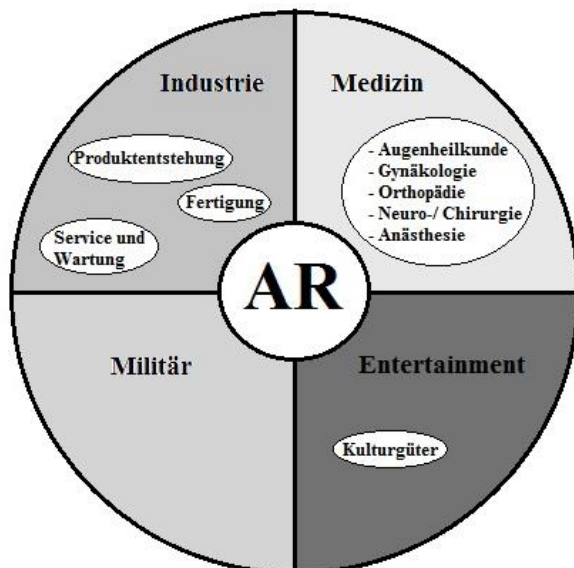 Industrie
Produktentstehung
Fertigung
Service und
Wartung
Medizin
- Augenheilkunde
- Gynäkologie
- Orthopädie
- Neuro-/ Chirurgie
- Anästhesie
AR
Militär
Entertainment
Kulturgüter